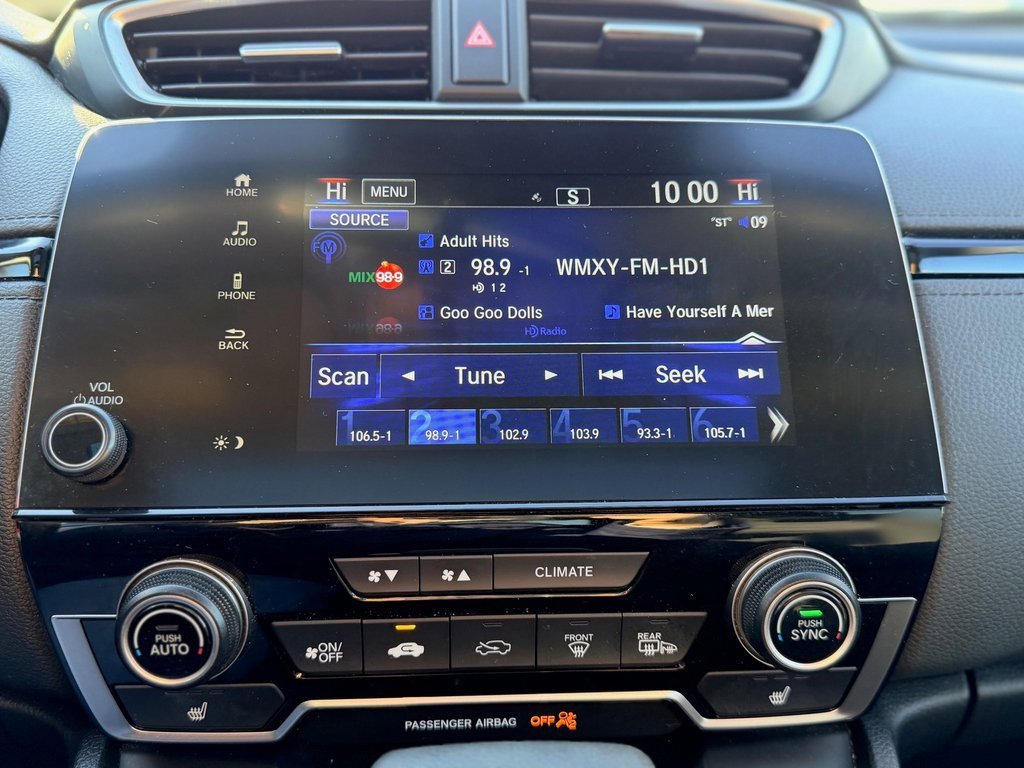 HOME
AUDIO
PHONE
BACK
VOL
AUDIO
Hi MENU S 10 00 Hi
SOURCE "ST" 09
FM
Adult Hits
MIX98·9
2 98.9 -1 WMXY-FM-HD1
HD 1 2
Goo Goo Dolls Have Yourself A Mer
HD Radio
Scan Tune Seek
1 106.5-1
2 98.9-1
3 102.9
4 103.9
5 93.3-1
6 105.7-1
CLIMATE
PUSH
AUTO
ON/
OFF
FRONT
REAR
PUSH
SYNC
PASSENGER AIRBAG OFF